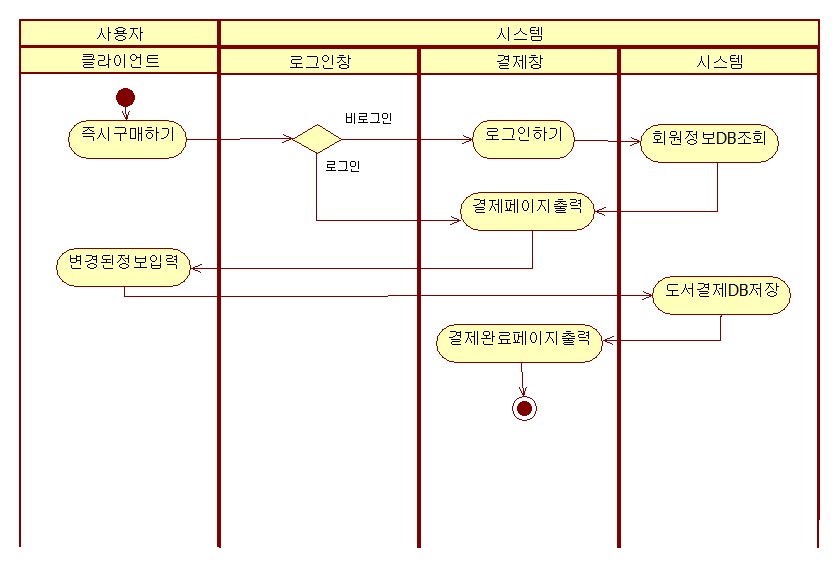 사용자
시스템
클라이언트
로그인창
결제창
시스템
비로그인
즉시구매하기
로그인하기
회원정보DB조회
로그인
결제페이지출력
변경된정보입력
도서결제DB저장
결제완료페이지출력